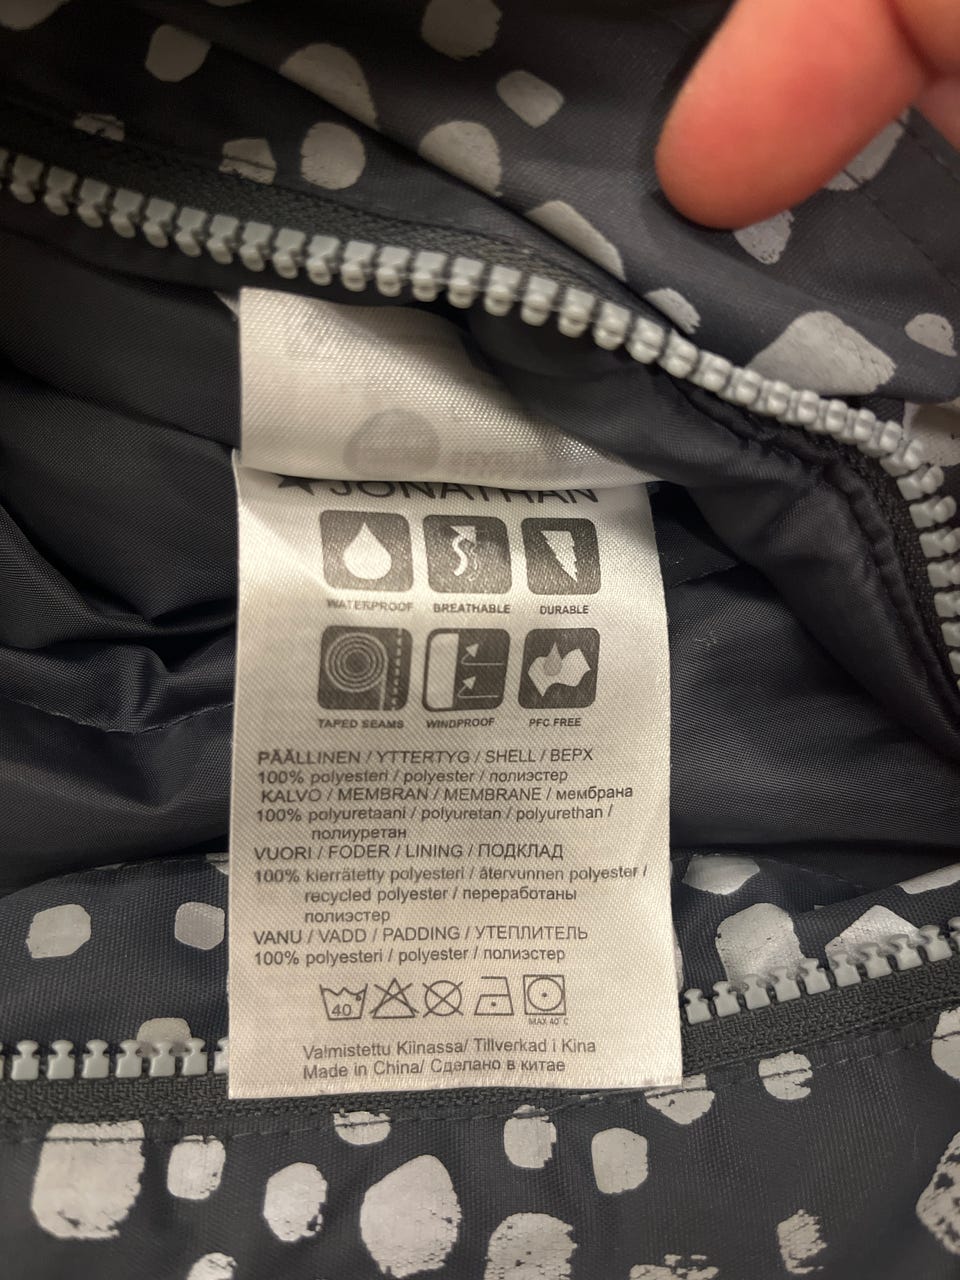 JONATHAN
WATERPROOF BREATHABLE DURABLE
TAPED SEAMS WINDPROOF PFC FREE
PÄÄLLINEN / YTTERTYG / SHELL / ВЕРХ
100% polyesteri / polyester / полиэстер
KALVO / MEMBRAN / MEMBRANE / мембрана
100% polyuretaani / polyuretan / polyurethan /
полиуретан
VUORI / FODER / LINING / ПОДКЛАД
100% kierrätetty polyesteri / återvunnen polyester /
recycled polyester / переработаны
полиэстер
VANU / VADD / PADDING / УТЕПЛИТЕЛЬ
100% polyesteri / polyester / полиэстер
40
MAX 40°C
Valmistettu Kiinassa/ Tillverkad i Kina
Made in China/ Сделано в китае